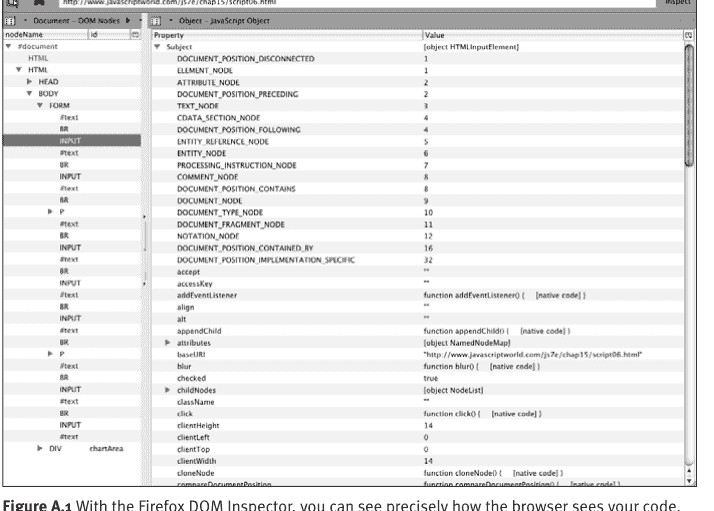 http://www.javascriptworld.com/js7e/chap15/script06.html Inspect
Document – DOM Nodes Object – JavaScript Object
nodeName id Property Value
#document Subject [object HTMLInputElement]
HTML DOCUMENT_POSITION_DISCONNECTED 1
HTML ELEMENT_NODE 1
HEAD ATTRIBUTE_NODE 2
BODY DOCUMENT_POSITION_PRECEDING 2
FORM TEXT_NODE 3
#text CDATA_SECTION_NODE 4
BR DOCUMENT_POSITION_FOLLOWING 4
INPUT ENTITY_REFERENCE_NODE 5
#text ENTITY_NODE 6
BR PROCESSING_INSTRUCTION_NODE 7
INPUT COMMENT_NODE 8
#text DOCUMENT_POSITION_CONTAINS 8
BR DOCUMENT_NODE 9
P DOCUMENT_TYPE_NODE 10
#text DOCUMENT_FRAGMENT_NODE 11
BR NOTATION_NODE 12
INPUT DOCUMENT_POSITION_CONTAINED_BY 16
#text DOCUMENT_POSITION_IMPLEMENTATION_SPECIFIC 32
BR accept ""
INPUT accessKey ""
#text addEventListener function addEventListener() { [native code] }
BR align ""
INPUT alt ""
#text appendChild function appendChild() { [native code] }
BR attributes [object NamedNodeMap]
P baseURI "http://www.javascriptworld.com/js7e/chap15/script06.html"
#text blur function blur() { [native code] }
BR checked true
INPUT childNodes [object NodeList]
#text className ""
BR click function click() { [native code] }
INPUT clientHeight 14
#text clientLeft 0
DIV chartArea clientTop 0
clientWidth 14
cloneNode function cloneNode() { [native code] }
compareDocumentPosition function compareDocumentPosition() { [native code] }
Figure A.1 With the Firefox DOM Inspector, you can see precisely how the browser sees your code.